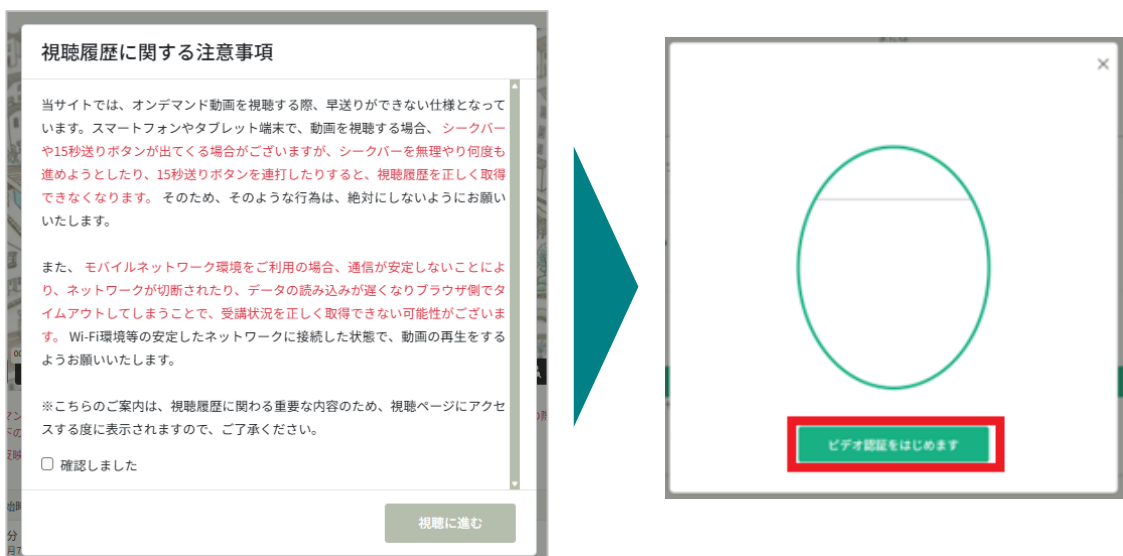 視聴履歴に関する注意事項
当サイトでは、オンデマンド動画を視聴する際、早送りができない仕様となって
います。スマートフォンやタブレット端末で、動画を視聴する場合、 シークバー
や15秒送りボタンが出てくる場合がございますが、シークバーを無理やり何度も
進めようとしたり、15秒送りボタンを連打したりすると、視聴履歴を正しく取得
できなくなります。 そのため、そのような行為は、絶対にしないようにお願い
いたします。
また、 モバイルネットワーク環境をご利用の場合、通信が安定しないことによ
り、ネットワークが切断されたり、データの読み込みが遅くなりブラウザ側でタ
イムアウトしてしまうことで、受講状況を正しく取得できない可能性がございま
す。 Wi-Fi環境等の安定したネットワークに接続した状態で、動画の再生をする
ようお願いいたします。
※こちらのご案内は、視聴履歴に関わる重要な内容のため、視聴ページにアクセ
スする度に表示されますので、ご了承ください。
確認しました
視聴に進む
ビデオ認証をはじめます